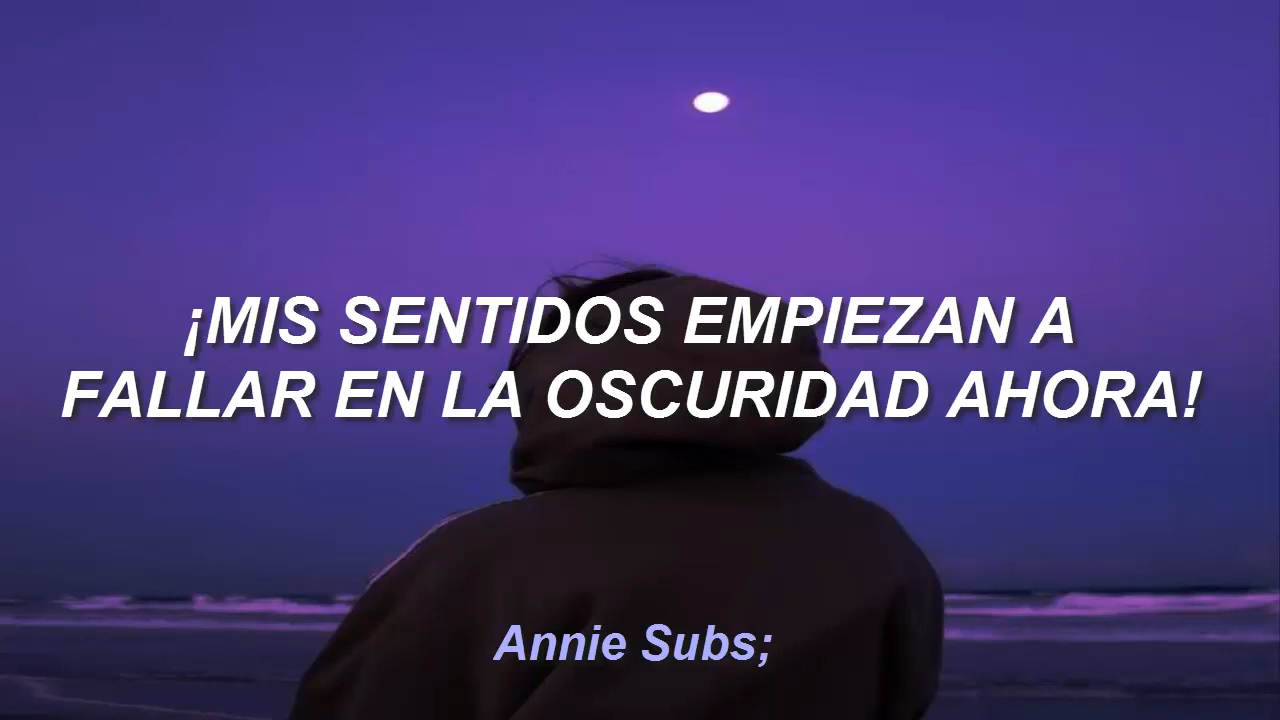 ¡MIS SENTIDOS EMPIEZAN A
FALLAR EN LA OSCURIDAD AHORA!
Annie Subs;